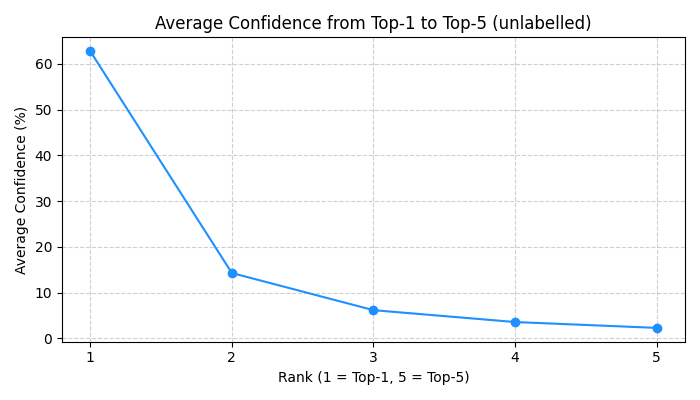 Average Confidence from Top-1 to Top-5 (unlabelled)
Average Confidence (%)
60
50
40
30
20
10
0
1 2 3 4 5
Rank (1 = Top-1, 5 = Top-5)